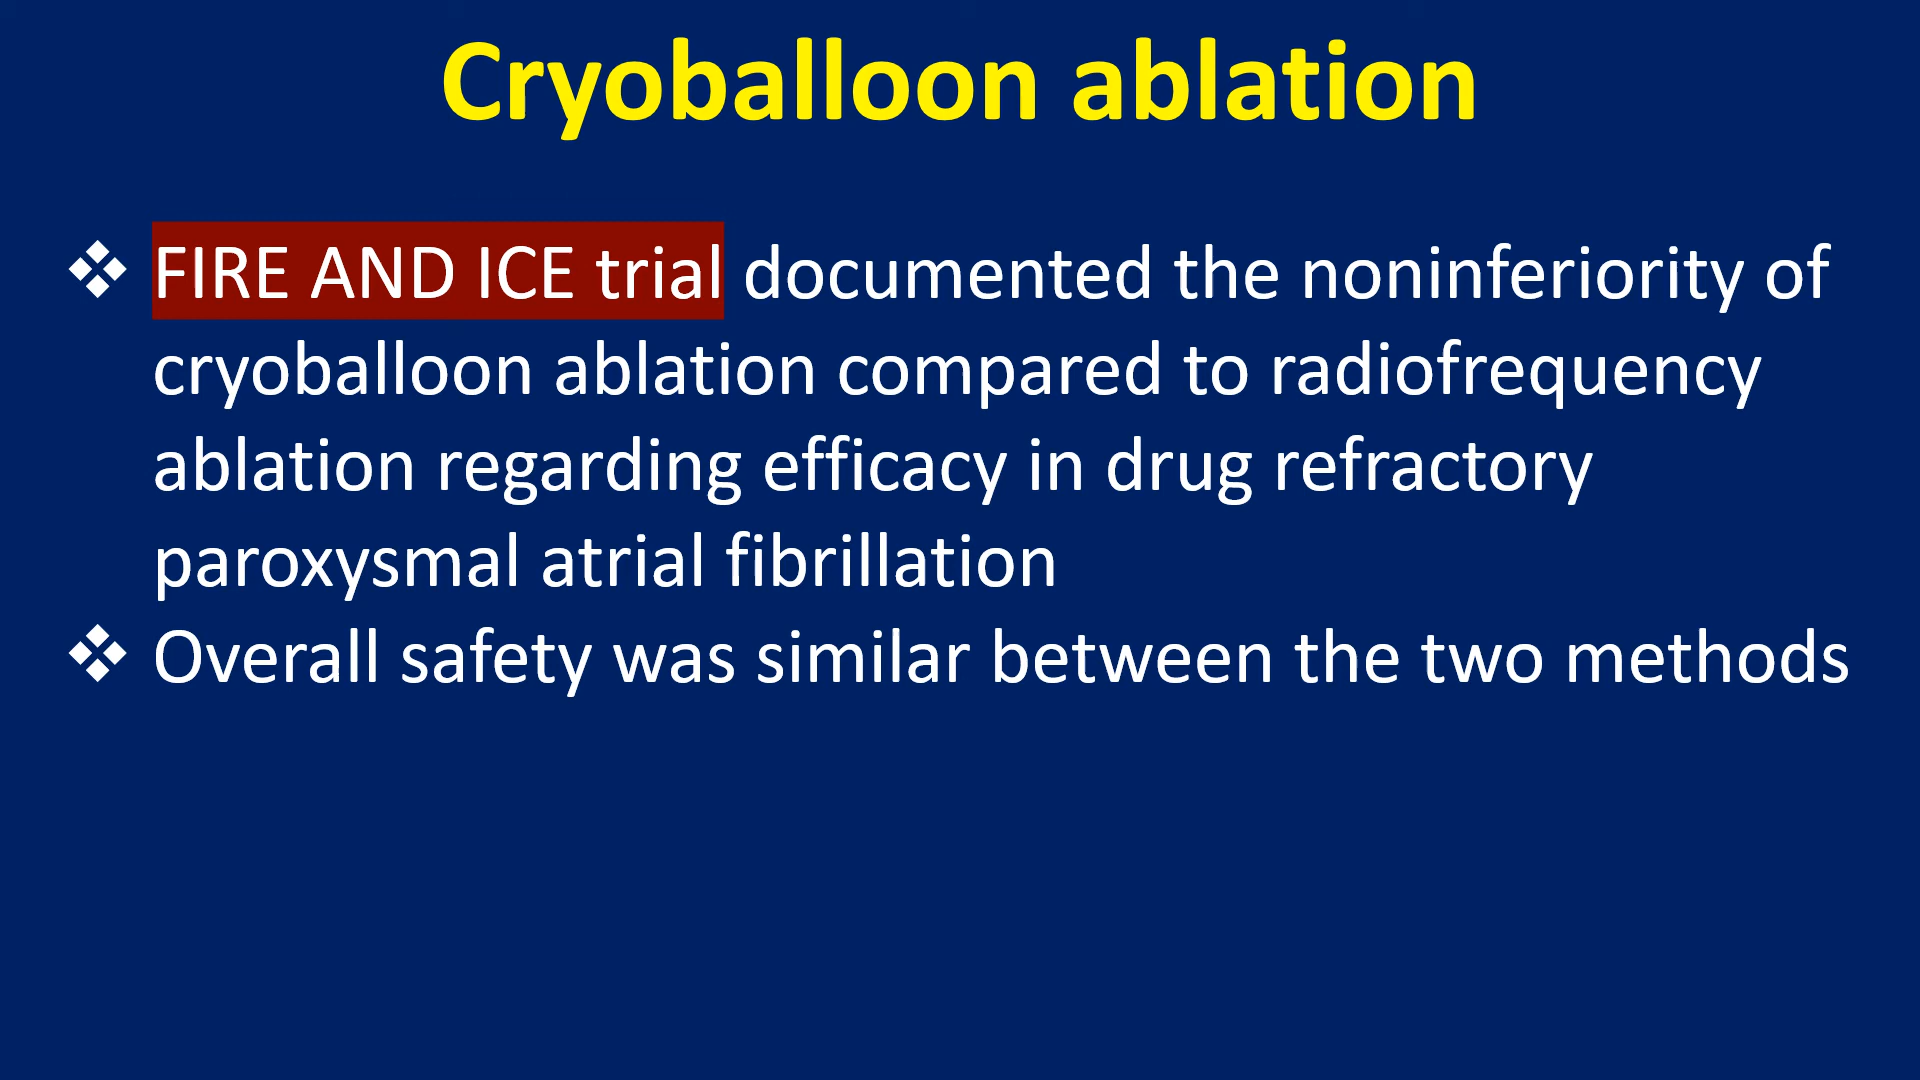 Cryoballoon ablation
❖ FIRE AND ICE trial documented the noninferiority of
cryoballoon ablation compared to radiofrequency
ablation regarding efficacy in drug refractory
paroxysmal atrial fibrillation
❖ Overall safety was similar between the two methods